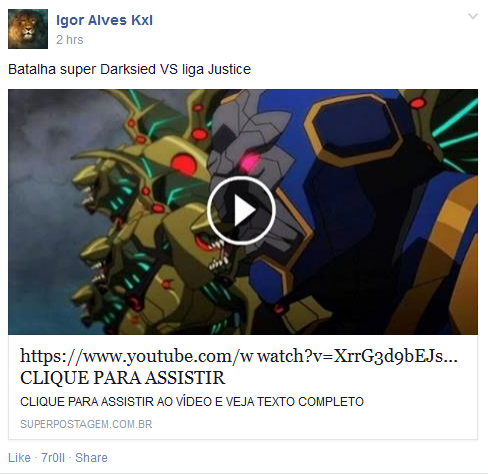 Igor Alves Kxl
2 hrs
Batalha super Darksied VS liga Justice
https://www.youtube.com/w watch?v=XrrG3d9bEJs...
CLIQUE PARA ASSISTIR
CLIQUE PARA ASSISTIR AO VÍDEO E VEJA TEXTO COMPLETO
SUPERPOSTAGEM.COM.BR
Like · 7r0ll · Share